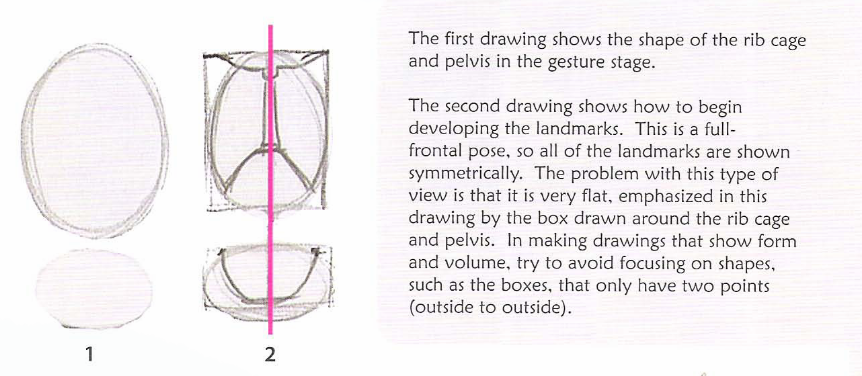 The first drawing shows the shape of the rib cage
and pelvis in the gesture stage.
The second drawing shows how to begin
developing the landmarks. This is a full-
frontal pose, so all of the landmarks are shown
symmetrically. The problem with this type of
view is that it is very flat, emphasized in this
drawing by the box drawn around the rib cage
and pelvis. In making drawings that show form
and volume, try to avoid focusing on shapes,
such as the boxes, that only have two points
(outside to outside).
1
2